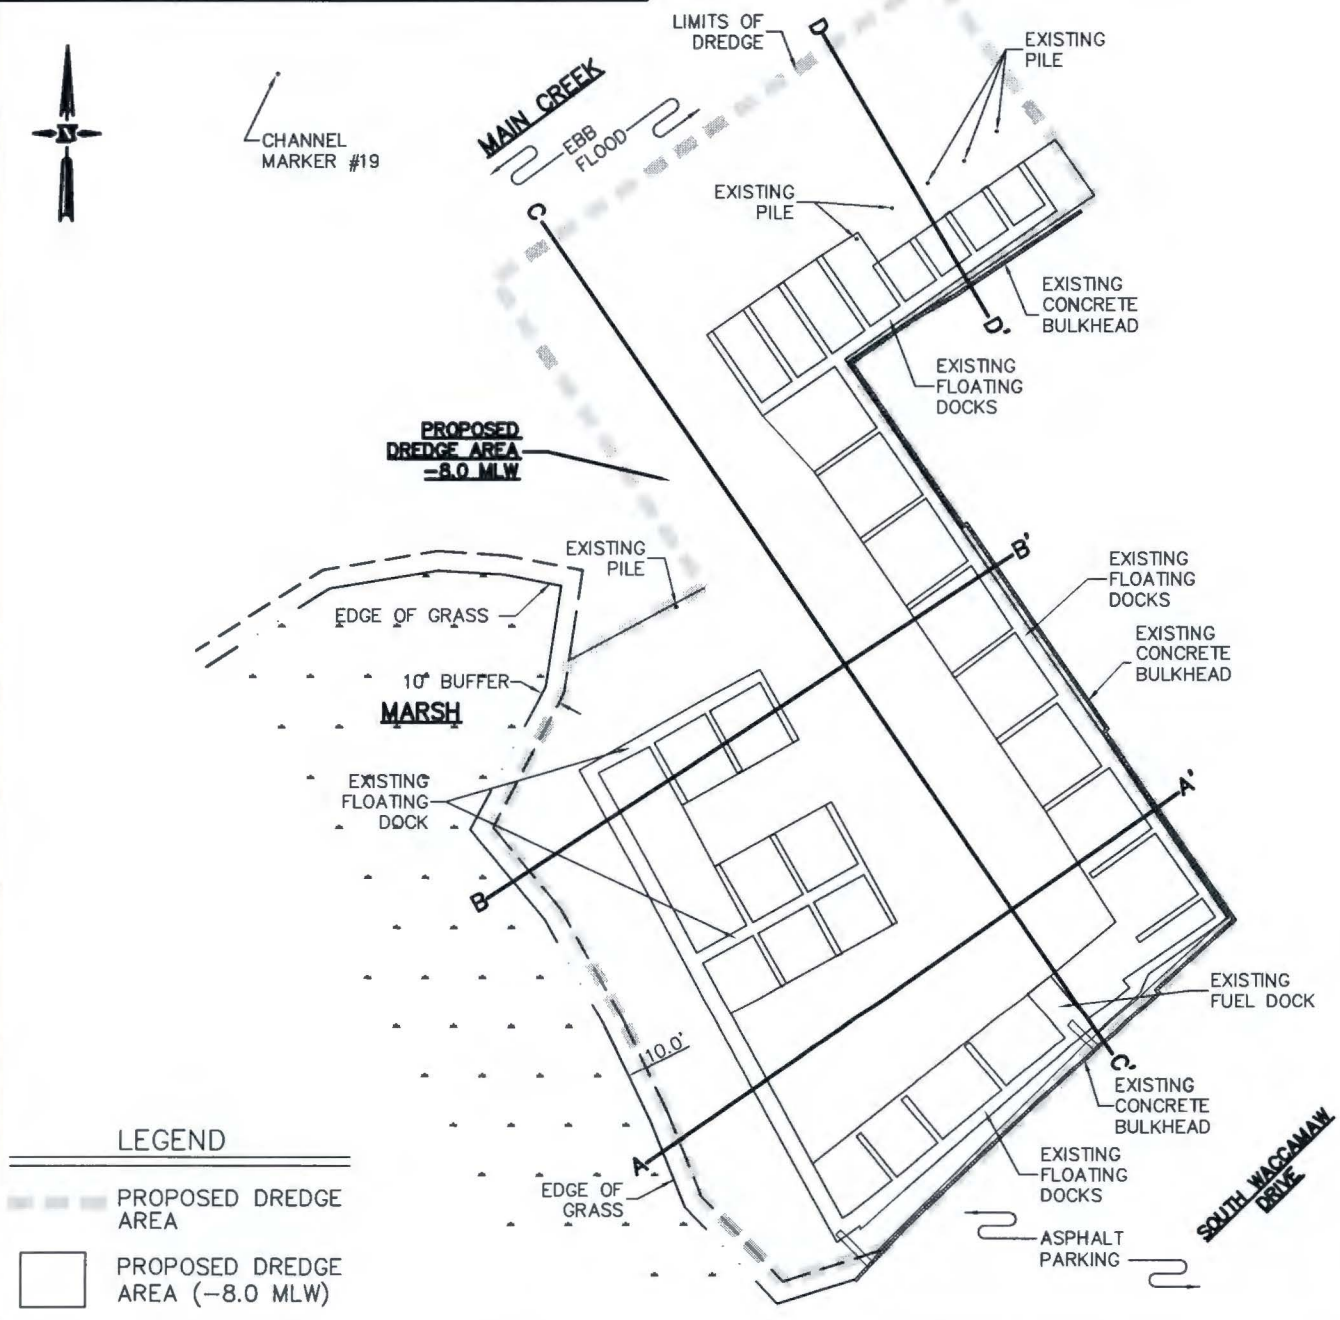 LIMITS OF
DREDGE
D
EXISTING
PILE
N
CHANNEL
MARKER #19
MAIN CREEK
EBB
FLOOD
C
EXISTING
PILE
EXISTING
CONCRETE
BULKHEAD
D'
EXISTING
FLOATING
DOCKS
PROPOSED
DREDGE AREA
-8.0 MLW
EXISTING
PILE
B'
EXISTING
FLOATING
DOCKS
EDGE OF GRASS
EXISTING
CONCRETE
BULKHEAD
10' BUFFER
MARSH
EXISTING
FLOATING
DOCK
A'
B
EXISTING
FUEL DOCK
10.0'
C'
EXISTING
CONCRETE
BULKHEAD
A
EDGE OF
GRASS
EXISTING
FLOATING
DOCKS
SOUTH WACCAMAW
DRIVE
ASPHALT
PARKING
LEGEND
PROPOSED DREDGE
AREA
PROPOSED DREDGE
AREA (-8.0 MLW)